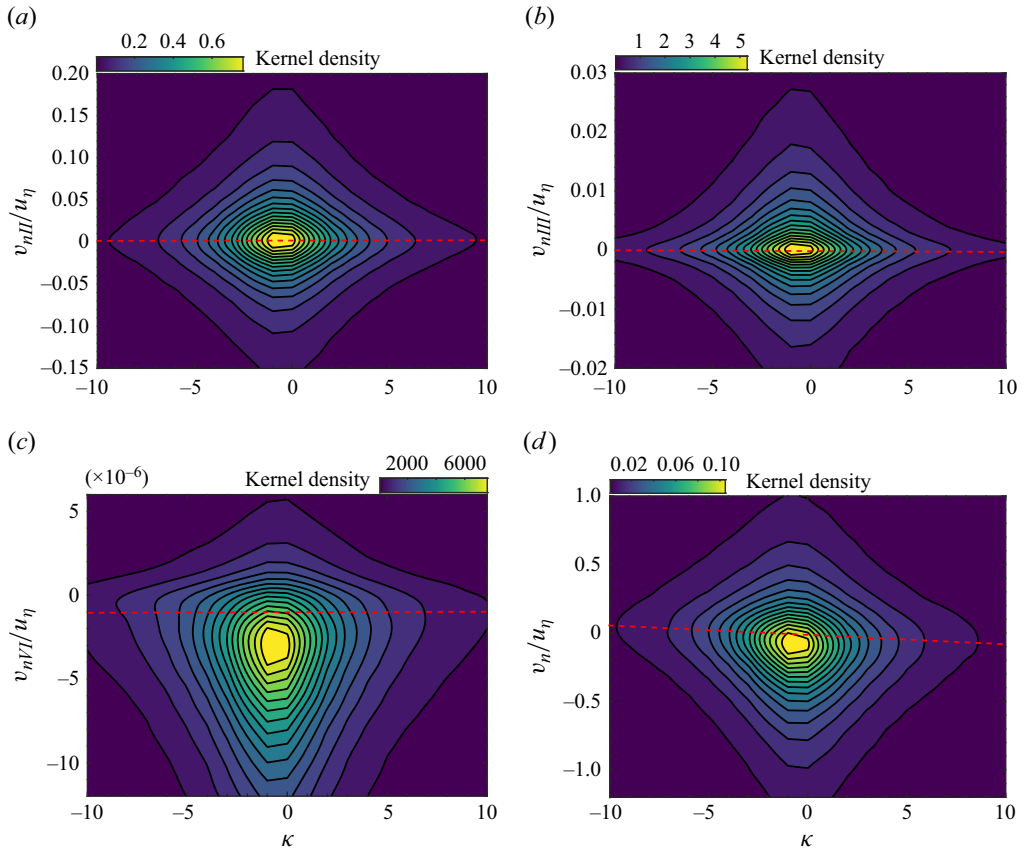 (a)
0.2 0.4 0.6
Kernel density
0.20
0.15
0.10
0.05
0
–0.05
–0.10
–0.15
–10 –5 0 5 10
v_{nII}/u_η
(b)
1 2 3 4 5
Kernel density
0.03
0.02
0.01
0
–0.01
–0.02
–10 –5 0 5 10
v_{nIII}/u_η
(c)
(×10⁻⁶)
Kernel density
2000 6000
5
0
–5
–10
–10 –5 0 5 10
v_{nVI}/u_η
κ
(d)
0.02 0.06 0.10
Kernel density
1.0
0.5
0
–0.5
–1.0
–10 –5 0 5 10
v_n/u_η
κ